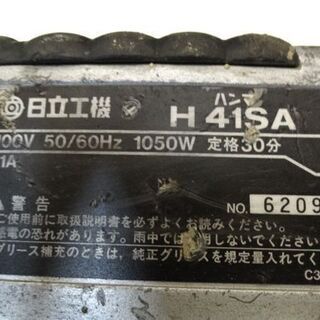 日立工機 ハンマ
H 41SA
100V 50/60Hz 1050W 定格30分
1A
警告 NO. 6209
ご使用前に取扱説明書を必ずよくお読みください。
感電の恐れがあります。雨中では使用しないでください
グリース補充のときは、純正グリースを規定量入れてく
C3